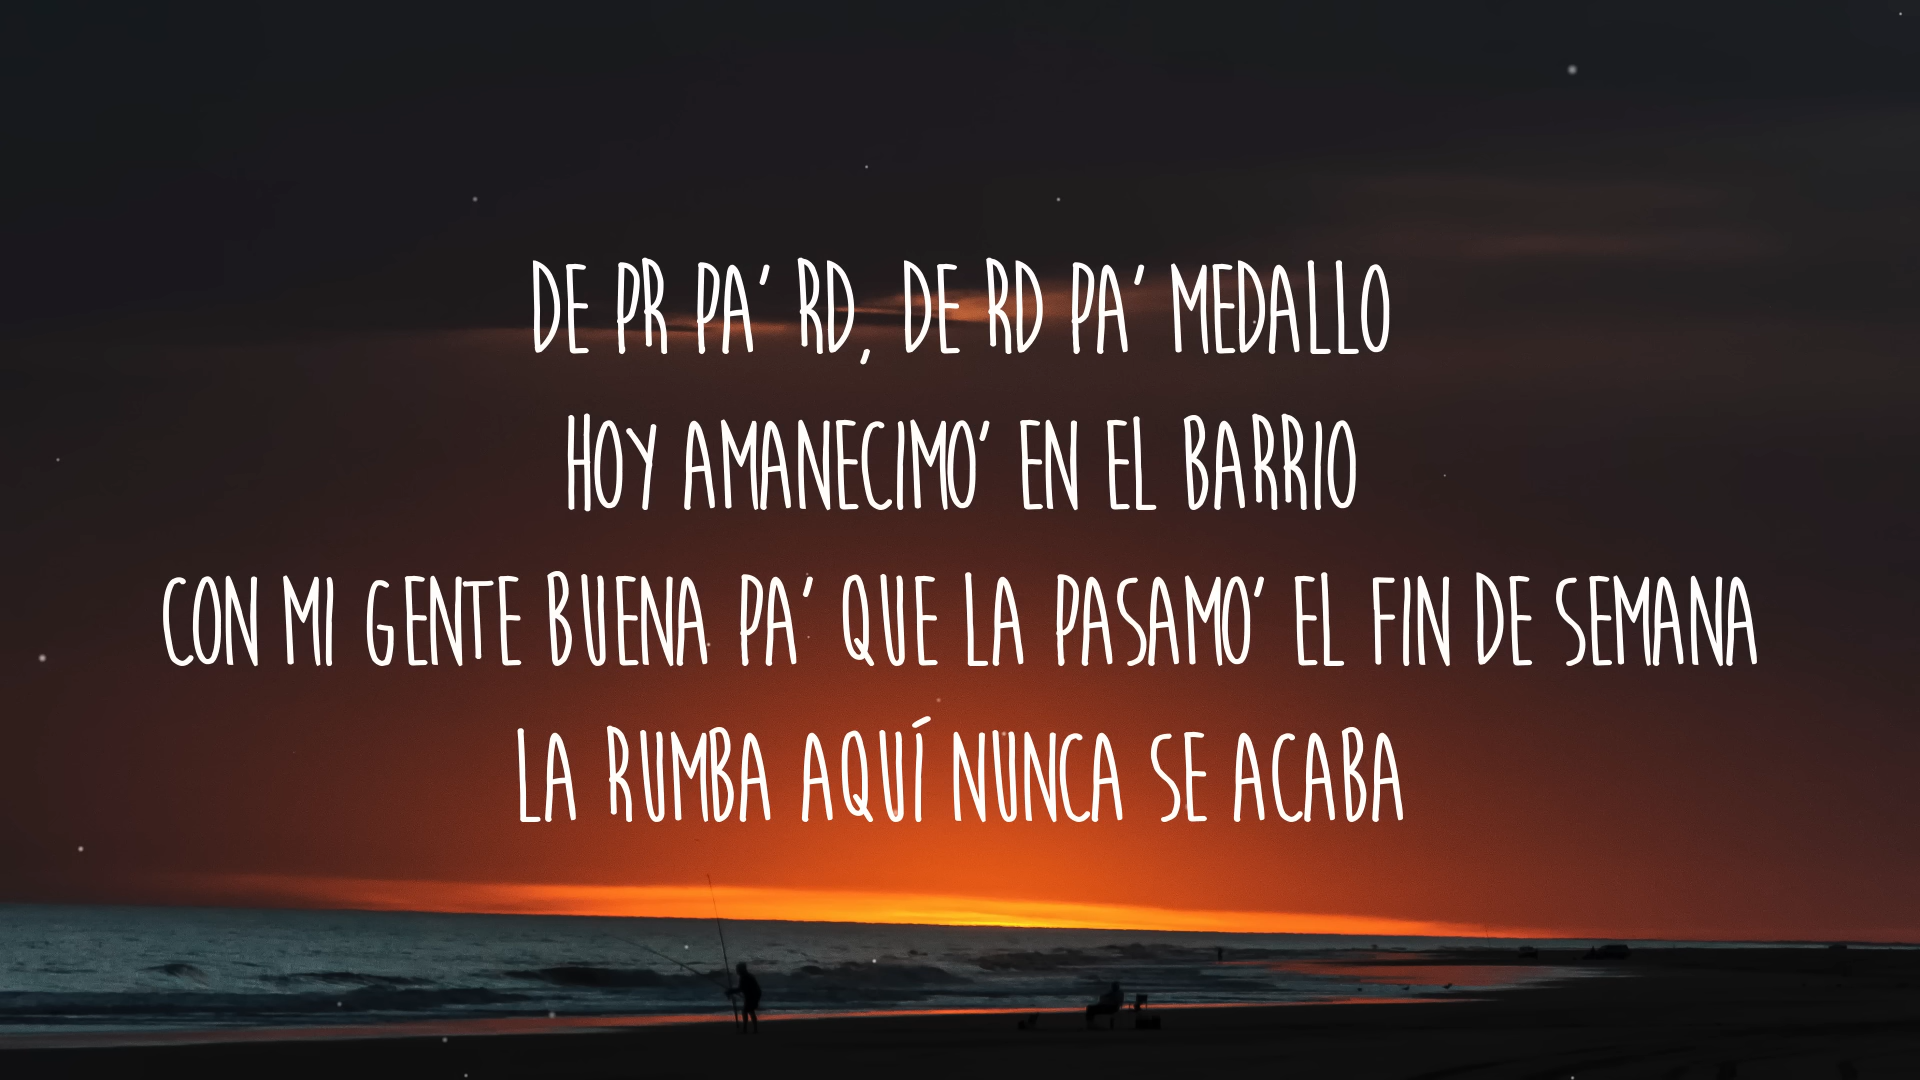 DE PR PA' RD, DE RD PA' MEDALLO
HOY AMANECIMO' EN EL BARRIO
CON MI GENTE BUENA PA' QUE LA PASAMO' EL FIN DE SEMANA
LA RUMBA AQUÍ NUNCA SE ACABA